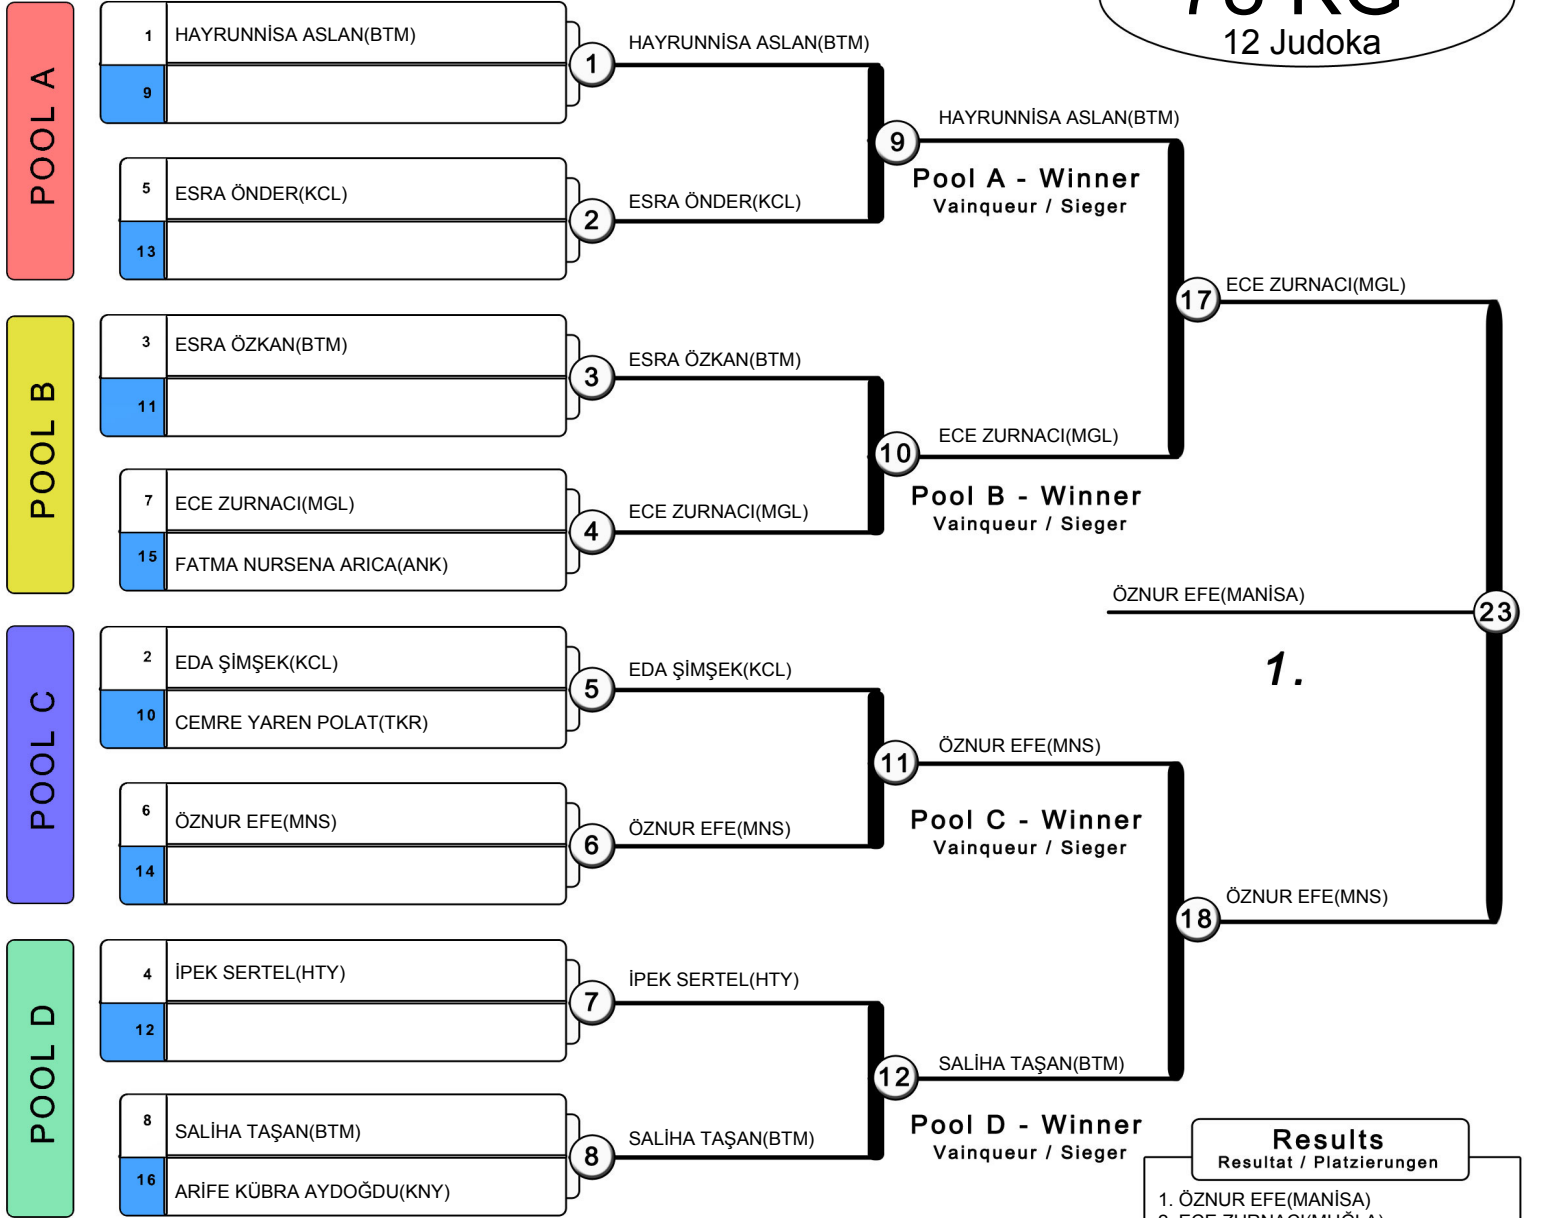 12 Judoka
POOL A
1 HAYRUNNİSA ASLAN(BTM)
9
1
HAYRUNNİSA ASLAN(BTM)
5 ESRA ÖNDER(KCL)
13
2
ESRA ÖNDER(KCL)
9
HAYRUNNİSA ASLAN(BTM)
Pool A - Winner
Vainqueur / Sieger
POOL B
3 ESRA ÖZKAN(BTM)
11
3
ESRA ÖZKAN(BTM)
7 ECE ZURNACI(MGL)
15 FATMA NURSENA ARICA(ANK)
4
ECE ZURNACI(MGL)
10
ECE ZURNACI(MGL)
Pool B - Winner
Vainqueur / Sieger
17
ECE ZURNACI(MGL)
POOL C
2 EDA ŞİMŞEK(KCL)
10 CEMRE YAREN POLAT(TKR)
5
EDA ŞİMŞEK(KCL)
6 ÖZNUR EFE(MNS)
14
6
ÖZNUR EFE(MNS)
11
ÖZNUR EFE(MNS)
Pool C - Winner
Vainqueur / Sieger
POOL D
4 İPEK SERTEL(HTY)
12
7
İPEK SERTEL(HTY)
8 SALİHA TAŞAN(BTM)
16 ARİFE KÜBRA AYDOĞDU(KNY)
8
SALİHA TAŞAN(BTM)
12
SALİHA TAŞAN(BTM)
Pool D - Winner
Vainqueur / Sieger
18
ÖZNUR EFE(MNS)
ÖZNUR EFE(MANİSA)
23
1.
Results
Resultat / Platzierungen
1. ÖZNUR EFE(MANİSA)
2. ECE ZURNACI(MUĞLA)